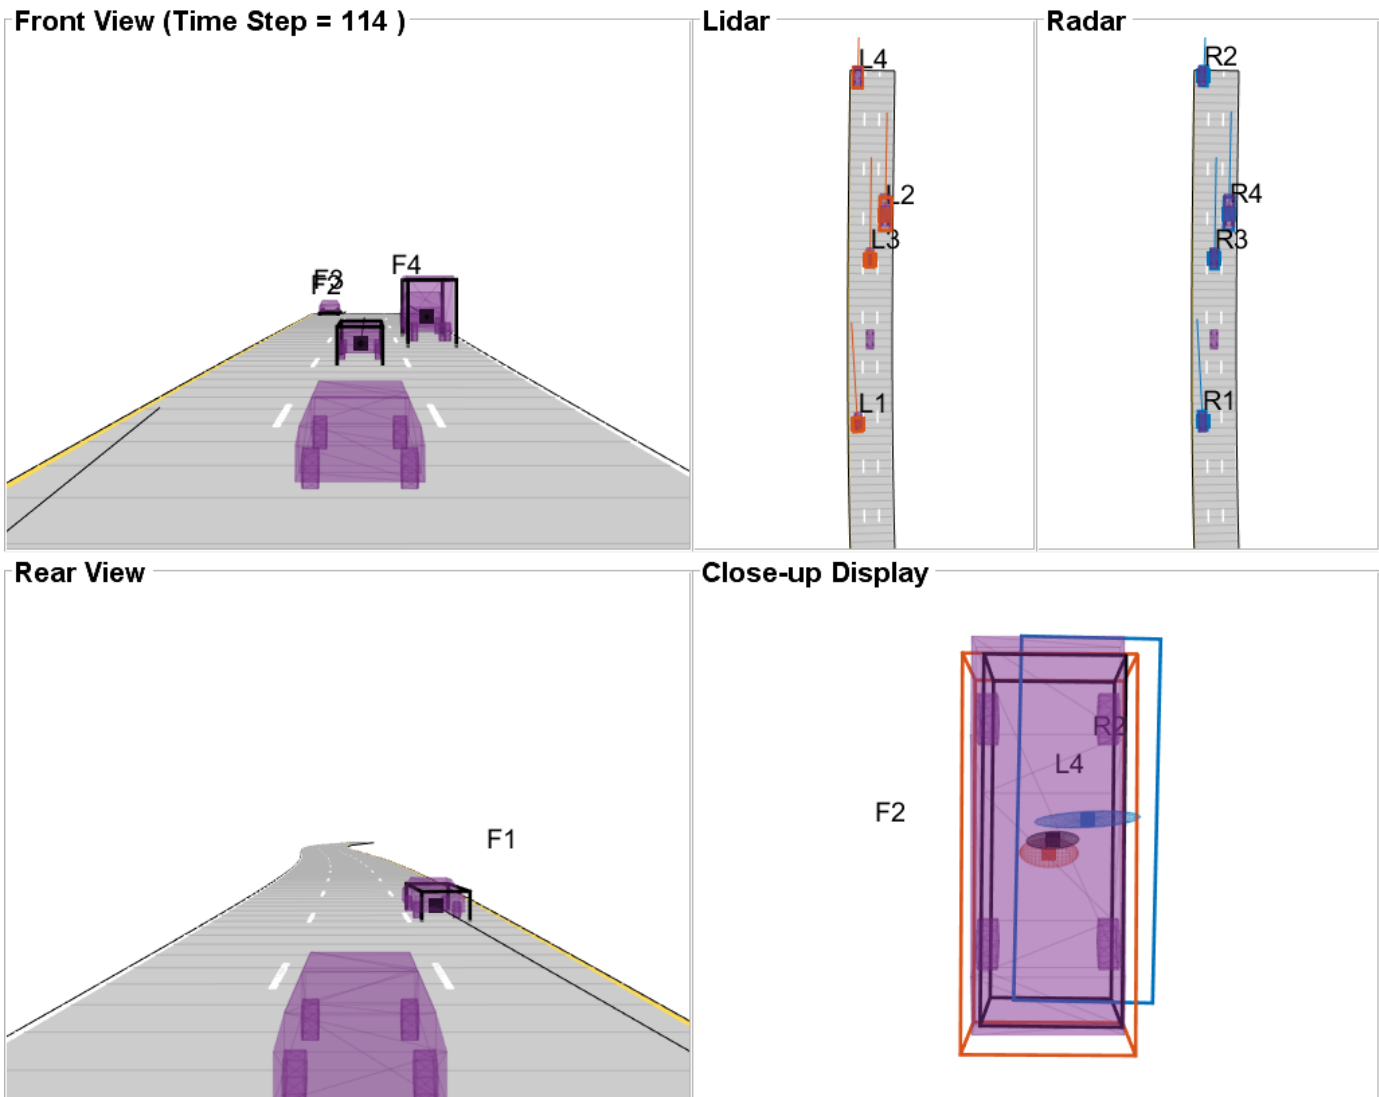 Front View (Time Step = 114 )
F2
F3
F4
Lidar
L4
L2
L3
L1
Radar
R2
R4
R3
R1
Rear View
F1
Close-up Display
R2
L4
F2